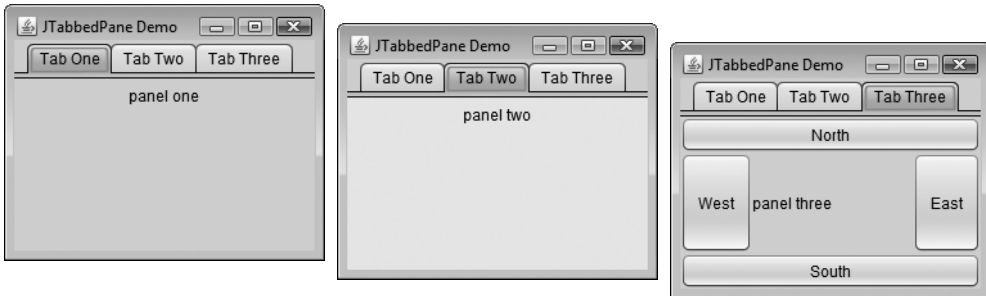 JTabbedPane Demo
Tab One Tab Two Tab Three
panel one
JTabbedPane Demo
Tab One Tab Two Tab Three
panel two
JTabbedPane Demo
Tab One Tab Two Tab Three
North
West panel three East
South